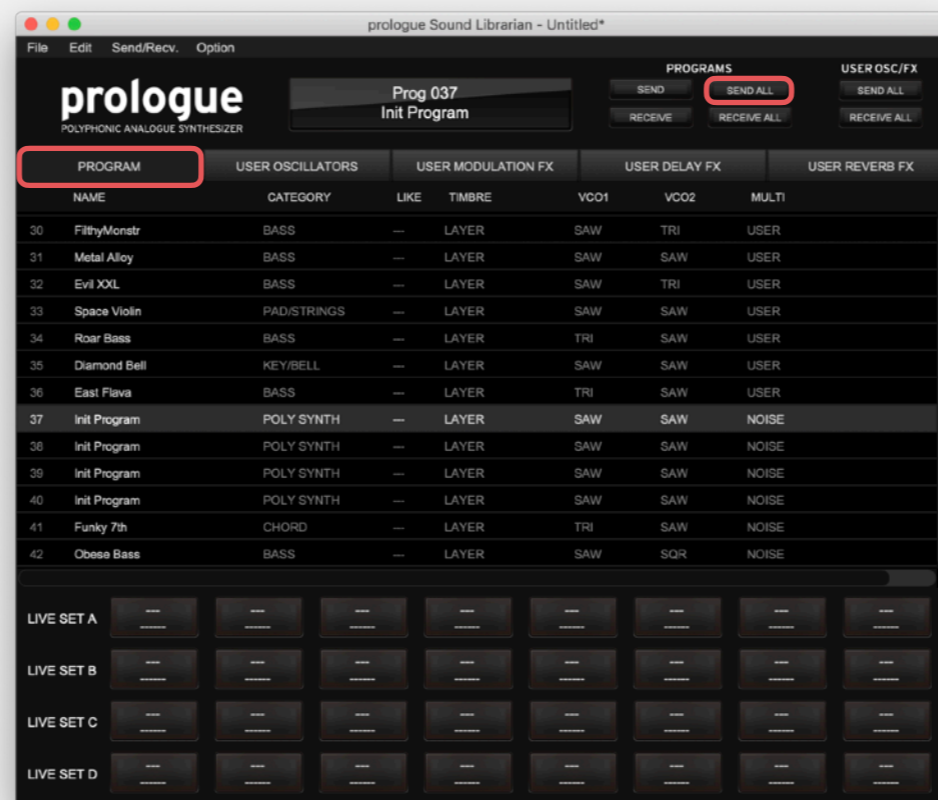 prologue Sound Librarian - Untitled*
File Edit Send/Recv. Option
PROGRAMS USER OSC/FX
prologue
POLYPHONIC ANALOGUE SYNTHESIZER
Prog 037
Init Program
SEND SEND ALL SEND ALL
RECEIVE RECEIVE ALL RECEIVE ALL
PROGRAM USER OSCILLATORS USER MODULATION FX USER DELAY FX USER REVERB FX
NAME CATEGORY LIKE TIMBRE VCO1 VCO2 MULTI
30 FilthyMonstr BASS --- LAYER SAW TRI USER
31 Metal Alloy BASS --- LAYER SAW SAW USER
32 Evil XXL BASS --- LAYER SAW TRI USER
33 Space Violin PAD/STRINGS --- LAYER SAW SAW USER
34 Roar Bass BASS --- LAYER TRI SAW USER
35 Diamond Bell KEY/BELL --- LAYER SAW SAW USER
36 East Flava BASS --- LAYER TRI SAW USER
37 Init Program POLY SYNTH --- LAYER SAW SAW NOISE
38 Init Program POLY SYNTH --- LAYER SAW SAW NOISE
39 Init Program POLY SYNTH --- LAYER SAW SAW NOISE
40 Init Program POLY SYNTH --- LAYER SAW SAW NOISE
41 Funky 7th CHORD --- LAYER TRI SAW NOISE
42 Obese Bass BASS --- LAYER SAW SQR NOISE
LIVE SET A --- --- --- --- --- --- --- ---
------ ------ ------ ------ ------ ------ ------ ------
LIVE SET B --- --- --- --- --- --- --- ---
------ ------ ------ ------ ------ ------ ------ ------
LIVE SET C --- --- --- --- --- --- --- ---
------ ------ ------ ------ ------ ------ ------ ------
LIVE SET D --- --- --- --- --- --- --- ---
------ ------ ------ ------ ------ ------ ------ ------